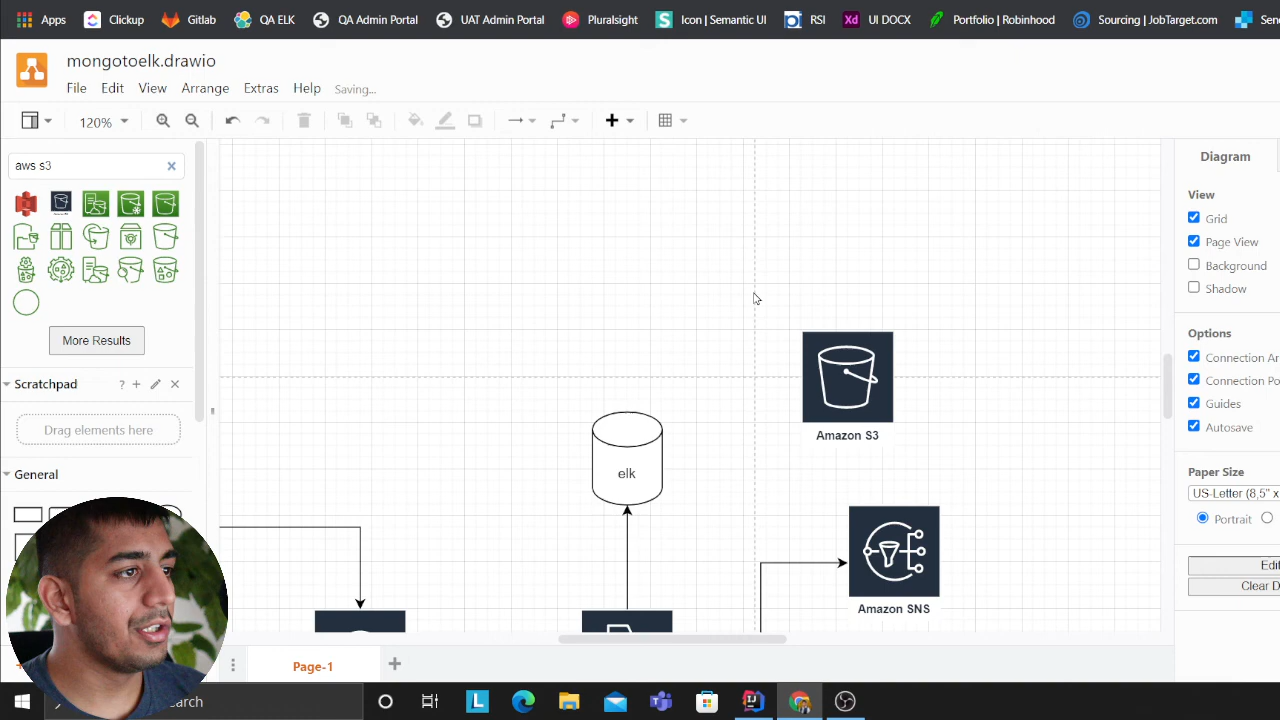 Apps
Clickup
Gitlab
QA ELK
QA Admin Portal
UAT Admin Portal
Pluralsight
Icon | Semantic UI
RSI
UI DOCX
Portfolio | Robinhood
Sourcing | JobTarget.com
mongotoelk.drawio
File Edit View Arrange Extras Help Saving...
120%
aws s3
More Results
Scratchpad
Drag elements here
General
elk
Amazon S3
Amazon SNS
Diagram
View
Grid
Page View
Background
Shadow
Options
Connection
Connection
Guides
Autosave
Paper Size
US-Letter (8,5" x
Portrait
Edit
Clear D
Page-1